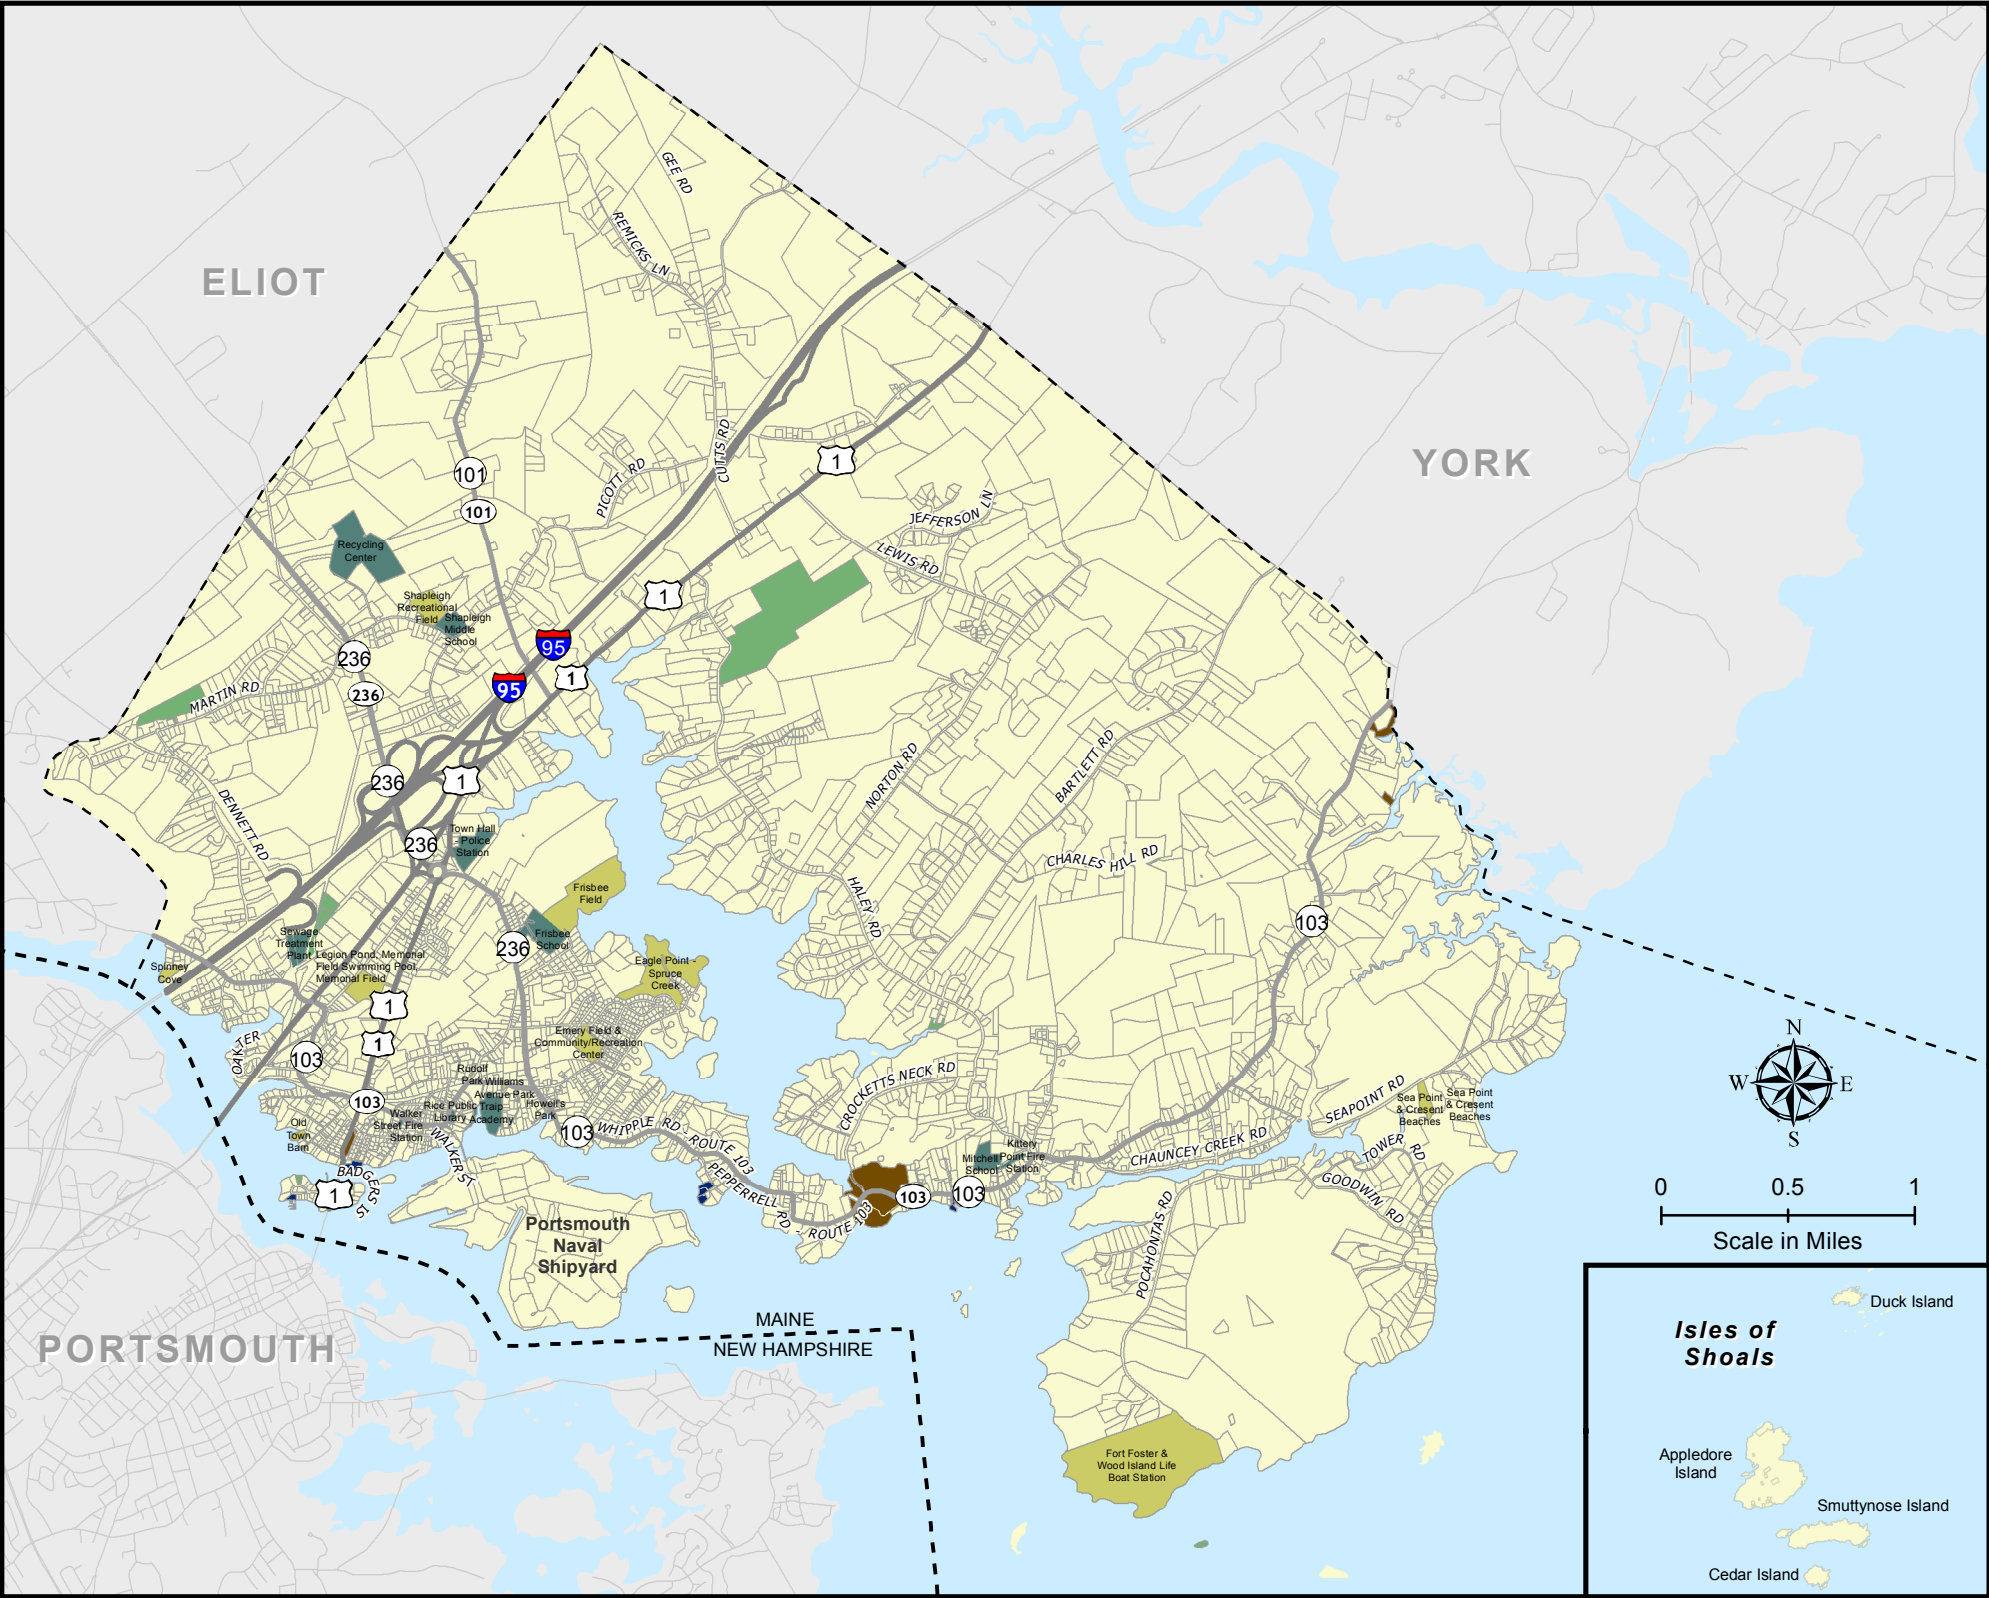 GEE RD
REMICKS LN
ELIOT
CUTTS RD
1
YORK
101
PICOTT RD
101
JEFFERSON LN
LEWIS RD
Recycling
Center
1
Shapleigh
Recreational
Field
Shapleigh
Middle
School
95
236
1
95
236
MARTIN RD
236
1
NORTON RD
BARTLETT RD
DENNETT RD
236
Town Hall
- Police
Station
CHARLES HILL RD
Frisbee
Field
HALEY RD
103
Frisbee
School
236
Sewage
Treatment
Plant
Legion Pond, Memorial
Field Swimming Pool,
Memorial Field
Spinney
Cove
Eagle Point -
Spruce
Creek
1
1
Emery Field &
Community/Recreation
Center
OAK TER
103
N
W
E
S
Rudolf
Park
Williams
Avenue Park
CROCKETTS NECK RD
103
Walker
Street Fire
Station
Rice Public
Library
Traip
Academy
Howell's
Park
Sea Point
& Cresent
Beaches
Sea Point
& Cresent
Beaches
SEAPOINT RD
Old
Town
Barn
103
WHIPPLE RD - ROUTE 103
WALKER ST
Kittery
Point Fire
Station
Mitchell
School
CHAUNCEY CREEK RD
TOWER RD
BADGERS IS
1
PEPPERRELL RD - ROUTE 103
103
103
GOODWIN RD
POCAHONTAS RD
0 0.5 1
Scale in Miles
Portsmouth
Naval
Shipyard
MAINE
NEW HAMPSHIRE
PORTSMOUTH
Duck Island
Isles of
Shoals
Fort Foster &
Wood Island Life
Boat Station
Appledore
Island
Smuttynose Island
Cedar Island